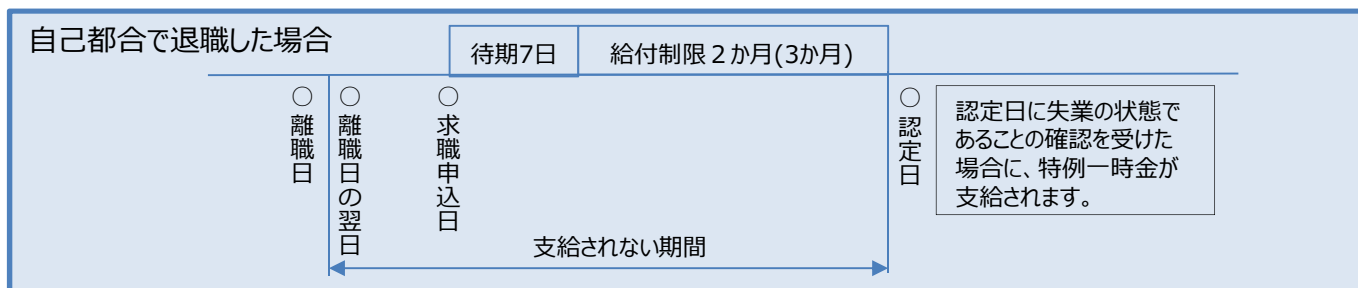 自己都合で退職した場合
待期7日
給付制限２か月(3か月)
○離職日
○離職日の翌日
○求職申込日
○認定日
認定日に失業の状態で
あることの確認を受けた
場合に、特例一時金が
支給されます。
支給されない期間